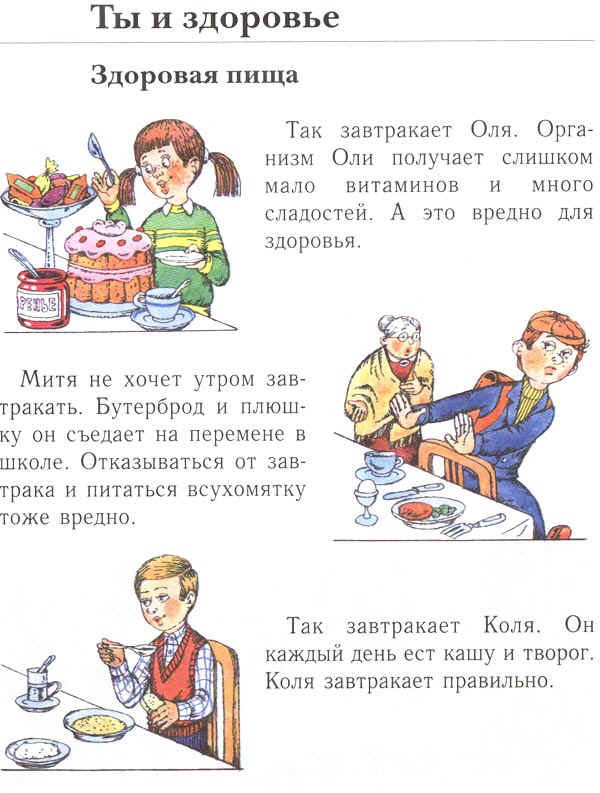 Ты и здоровье
Здоровая пища
Так завтракает Оля. Орга-
низм Оли получает слишком
мало витаминов и много
сладостей. А это вредно для
здоровья.
РЕНЬЕ
Митя не хочет утром зав-
тракать. Бутерброд и плюш-
ку он съедает на перемене в
школе. Отказываться от зав-
трака и питаться всухомятку
тоже вредно.
Так завтракает Коля. Он
каждый день ест кашу и творог.
Коля завтракает правильно.